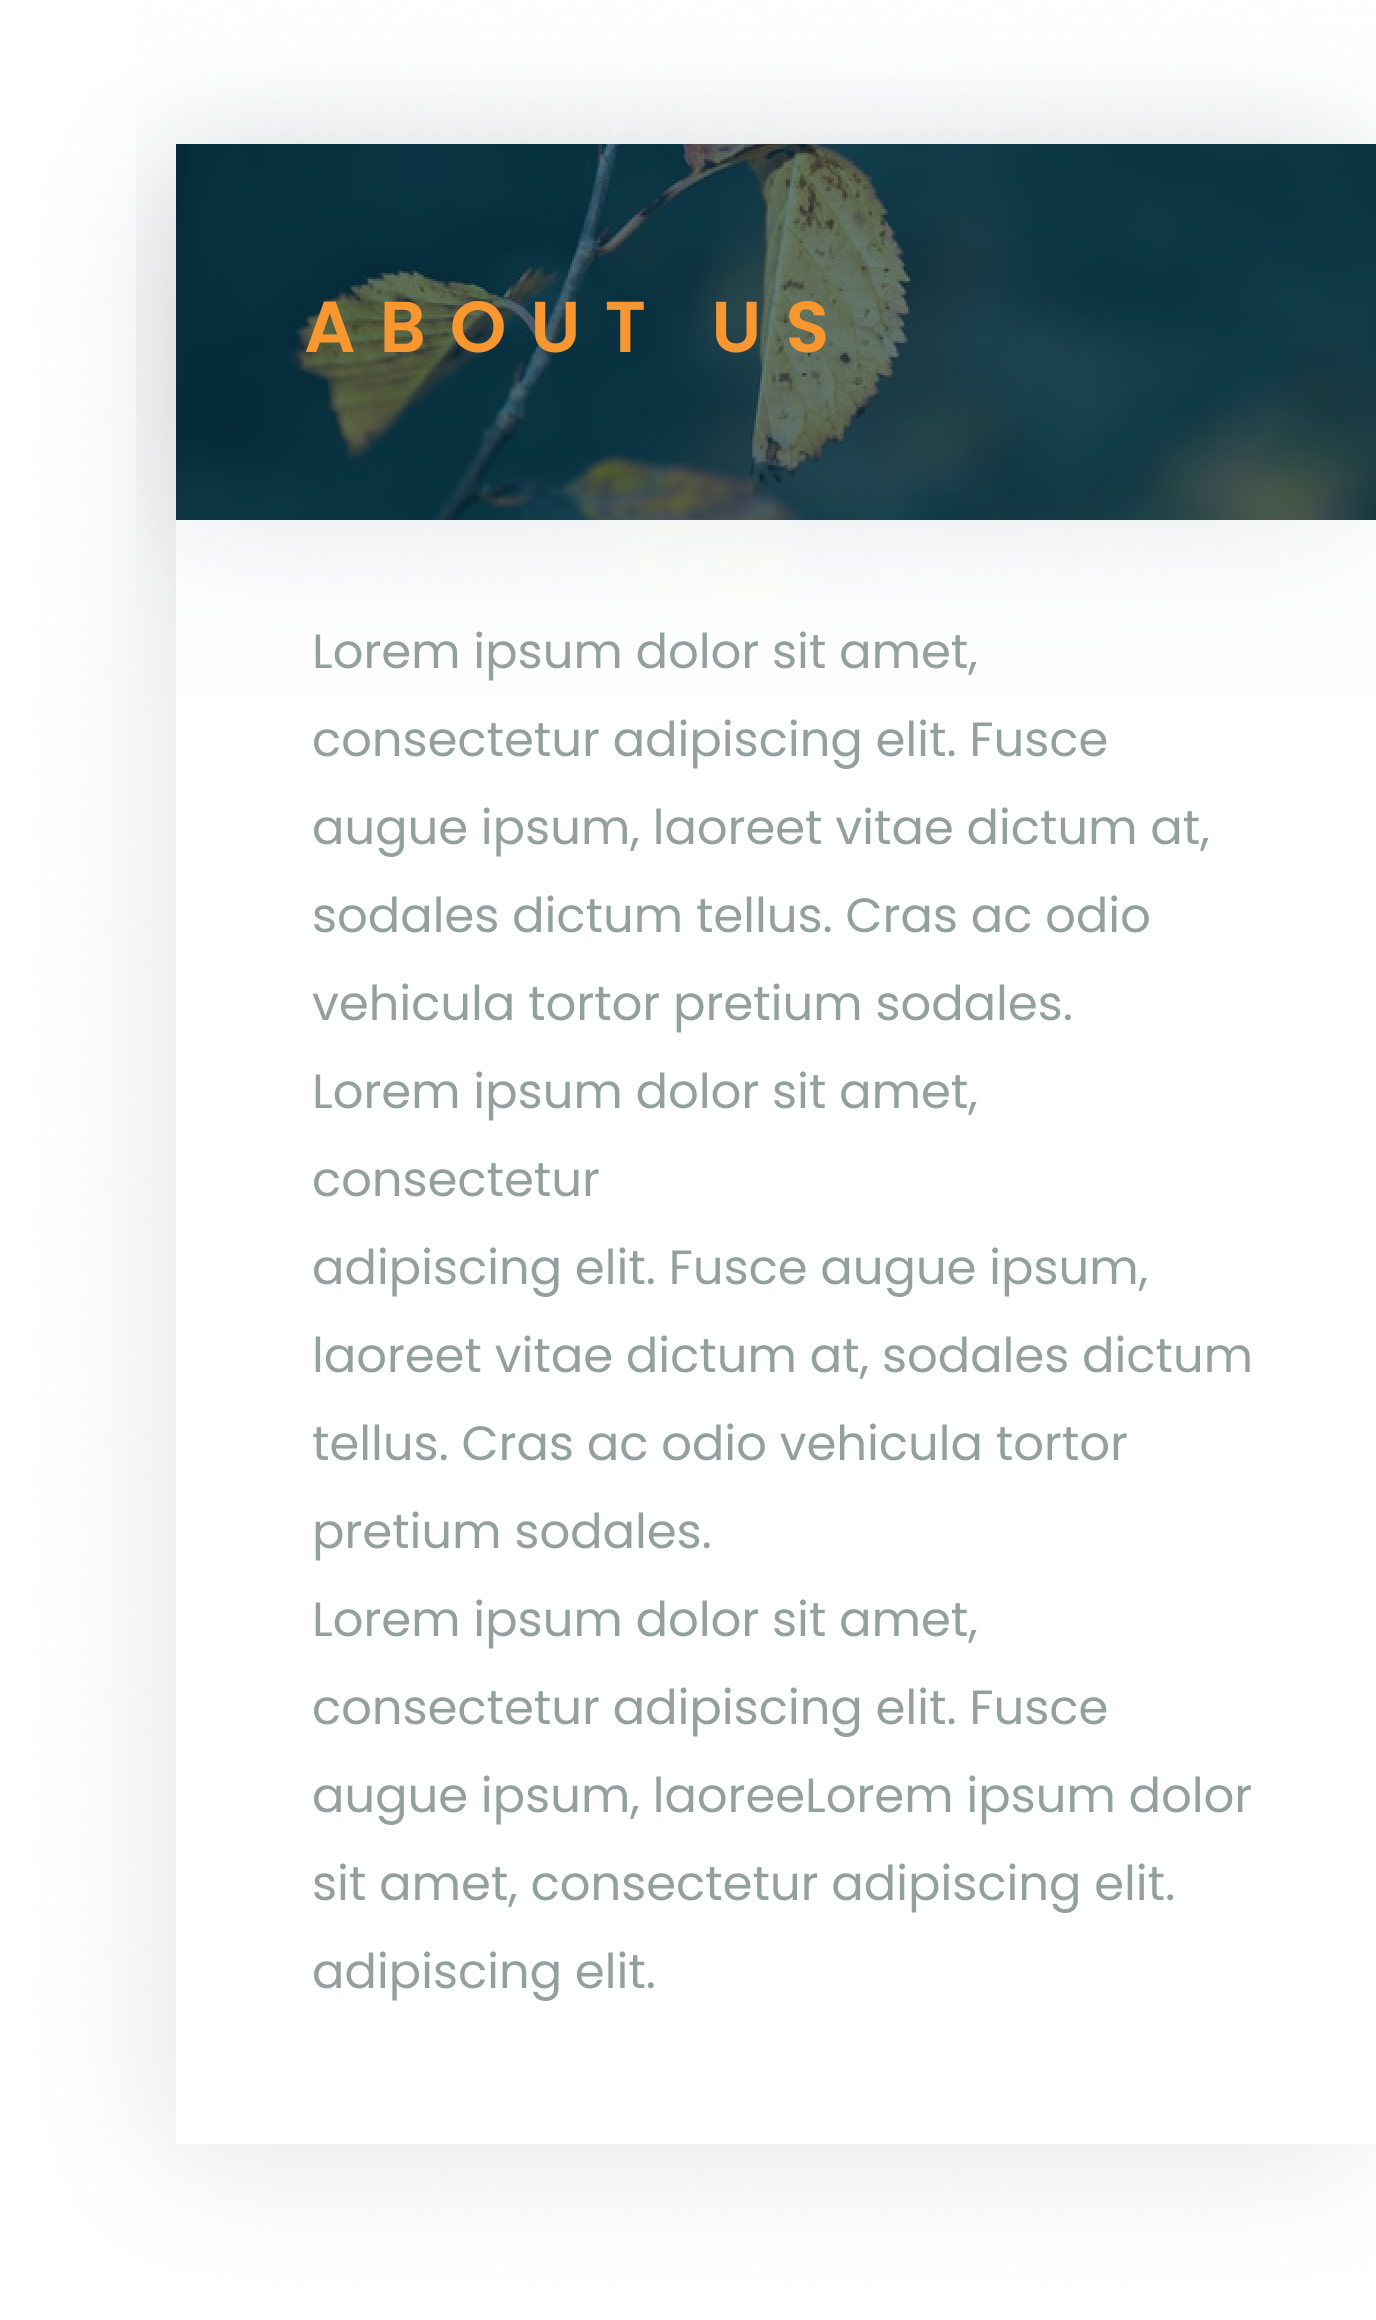 ABOUT US
Lorem ipsum dolor sit amet,
consectetur adipiscing elit. Fusce
augue ipsum, laoreet vitae dictum at,
sodales dictum tellus. Cras ac odio
vehicula tortor pretium sodales.
Lorem ipsum dolor sit amet,
consectetur
adipiscing elit. Fusce augue ipsum,
laoreet vitae dictum at, sodales dictum
tellus. Cras ac odio vehicula tortor
pretium sodales.
Lorem ipsum dolor sit amet,
consectetur adipiscing elit. Fusce
augue ipsum, laoreeLorem ipsum dolor
sit amet, consectetur adipiscing elit.
adipiscing elit.